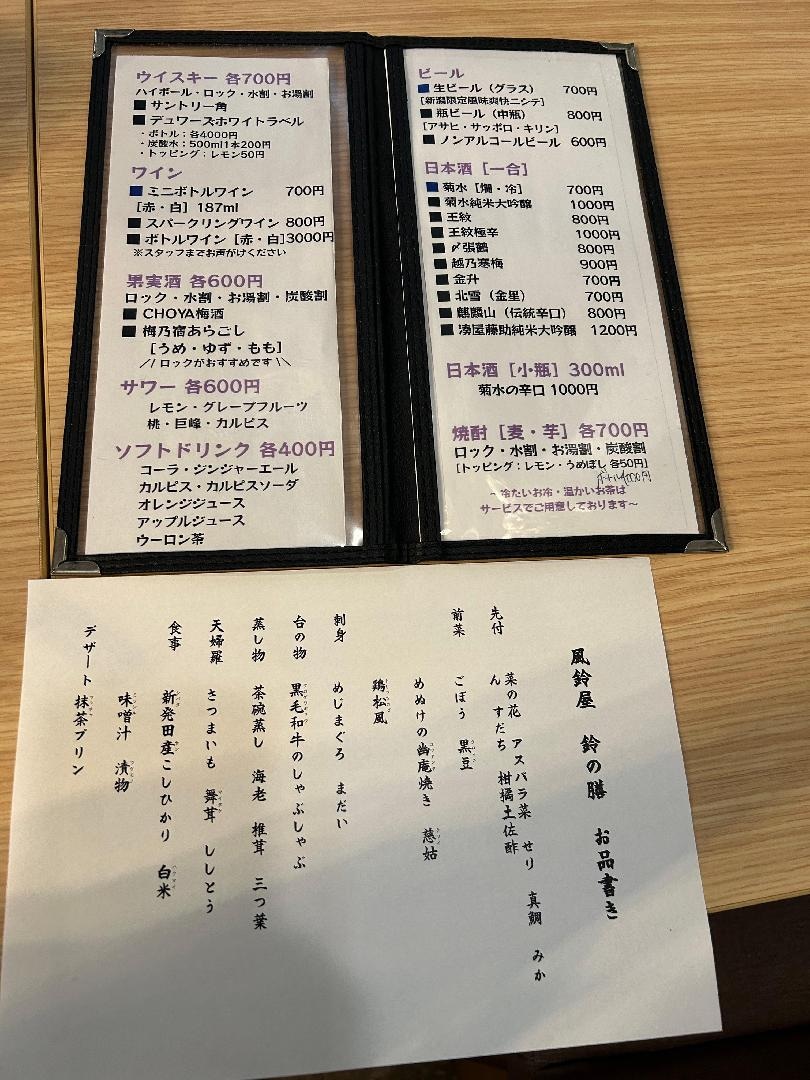 ウイスキー 各700円
ハイボール・ロック・水割・お湯割
■サントリー角
■デュワーズホワイトラベル
・ボトル：各4000円
・炭酸水：500ml1本200円
・トッピング：レモン50円
ワイン
■ミニボトルワイン 700円
［赤・白］187ml
■スパークリングワイン 800円
■ボトルワイン［赤・白］3000円
※スタッフまでお声がけください
果実酒 各600円
ロック・水割・お湯割・炭酸割
■CHOYA梅酒
■梅乃宿あらごし
［うめ・ゆず・もも］
／/ ロックがおすすめです \＼
サワー 各600円
レモン・グレープフルーツ
桃・巨峰・カルピス
ソフトドリンク 各400円
コーラ・ジンジャーエール
カルピス・カルピスソーダ
オレンジジュース
アップルジュース
ウーロン茶
ビール
■生ビール（グラス） 700円
［新潟限定風味爽快ニシテ］
■瓶ビール（中瓶） 800円
［アサヒ・サッポロ・キリン］
■ノンアルコールビール 600円
日本酒［一合］
■菊水［燗・冷］ 700円
■菊水純米大吟醸 1000円
■王紋 800円
■王紋極辛 1000円
■〆張鶴 800円
■越乃寒梅 900円
■金升 700円
■北雪（金星） 700円
■麒麟山（伝統辛口） 800円
■湊屋藤助純米大吟醸 1200円
日本酒［小瓶］300ml
菊水の辛口 1000円
焼酎［麦・芋］各700円
ロック・水割・お湯割・炭酸割
［トッピング：レモン・うめぼし 各50円］
~冷たいお冷・温かいお茶は
サービスでご用意しております~
風鈴屋 鈴の膳 お品書き
先付 菜の花 アスパラ菜 せり 真鯛 みか
ん すだち 柑橘土佐酢
前菜 ごぼう 黒豆
めぬけの幽庵焼き 慈姑
鶏松風
刺身 めじまぐろ まだい
台の物 黒毛和牛のしゃぶしゃぶ
蒸し物 茶碗蒸し 海老 椎茸 三つ葉
天婦羅 さつまいも 舞茸 ししとう
食事 新発田産こしひかり 白米
味噌汁 漬物
デザート 抹茶プリン